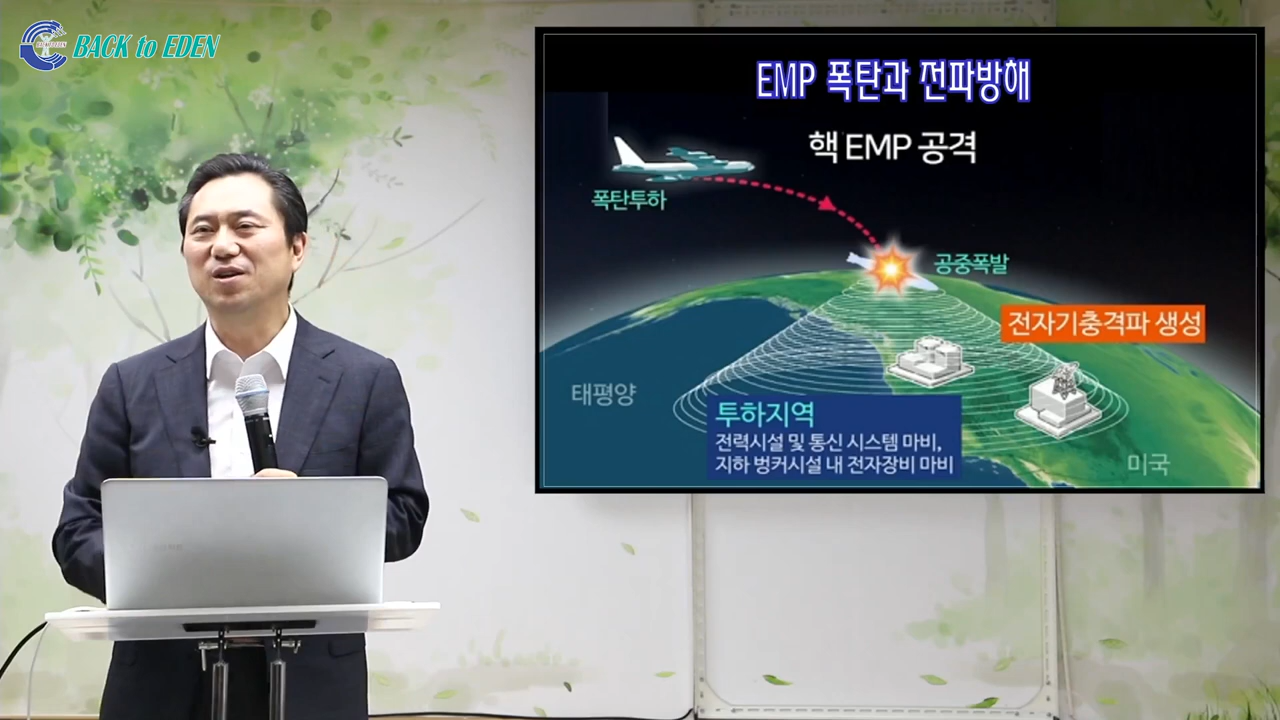 BACK to EDEN
EMP 폭탄과 전파방해
핵 EMP 공격
폭탄투하
공중폭발
전자기충격파 생성
태평양
투하지역
전력시설 및 통신 시스템 마비,
지하 벙커시설 내 전자장비 마비
미국